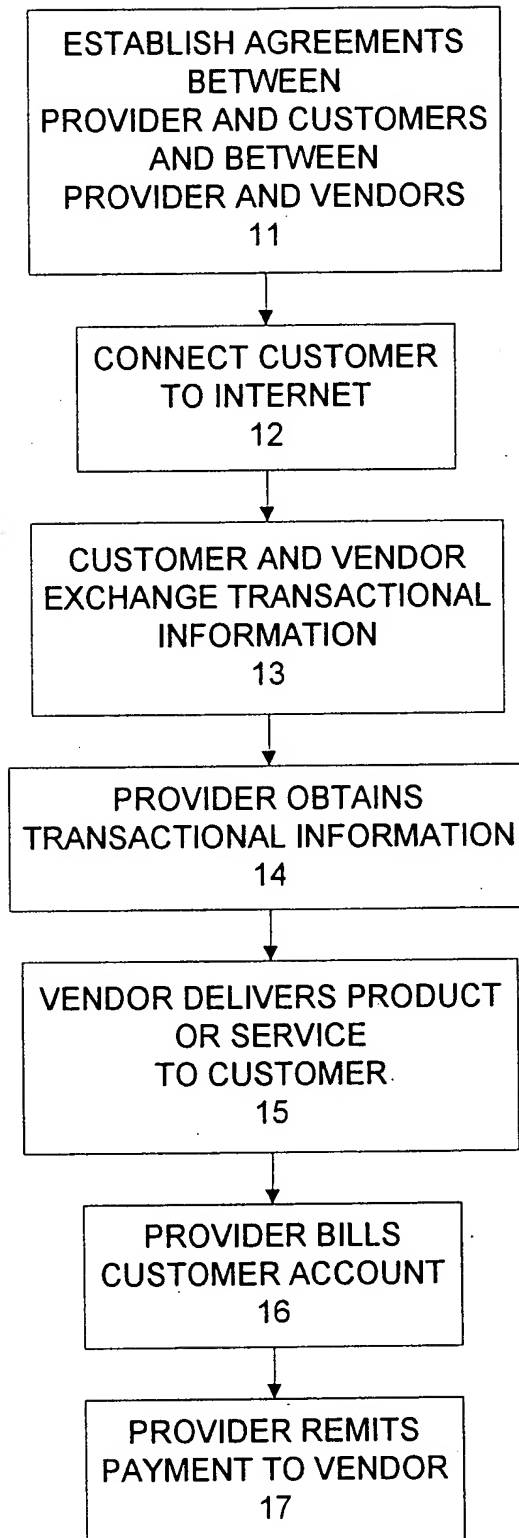 ESTABLISH AGREEMENTS
BETWEEN
PROVIDER AND CUSTOMERS
AND BETWEEN
PROVIDER AND VENDORS
11
CONNECT CUSTOMER
TO INTERNET
12
CUSTOMER AND VENDOR
EXCHANGE TRANSACTIONAL
INFORMATION
13
PROVIDER OBTAINS
TRANSACTIONAL INFORMATION
14
VENDOR DELIVERS PRODUCT
OR SERVICE
TO CUSTOMER
15
PROVIDER BILLS
CUSTOMER ACCOUNT
16
PROVIDER REMITS
PAYMENT TO VENDOR
17